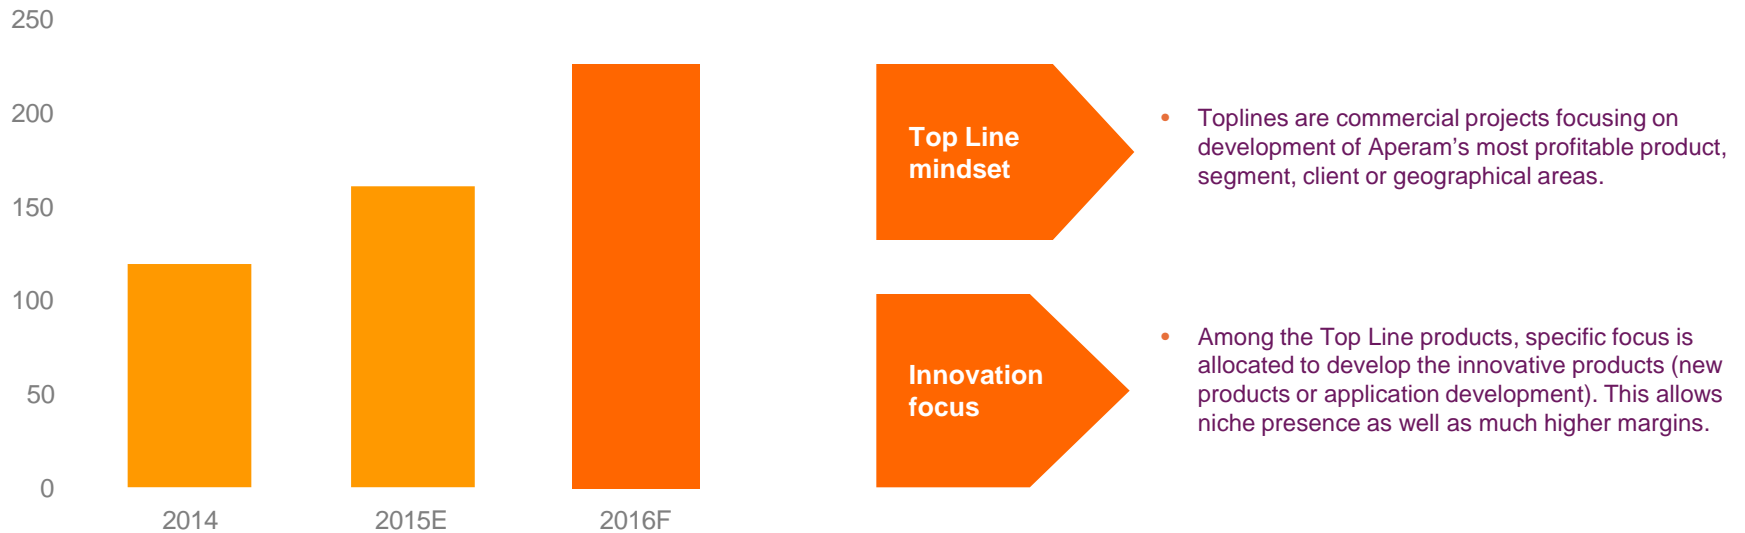 250
200
150
100
50
0
2014
2015E
2016F
Top Line
mindset
• Toplines are commercial projects focusing on
development of Aperam’s most profitable product,
segment, client or geographical areas.
Innovation
focus
• Among the Top Line products, specific focus is
allocated to develop the innovative products (new
products or application development). This allows
niche presence as well as much higher margins.